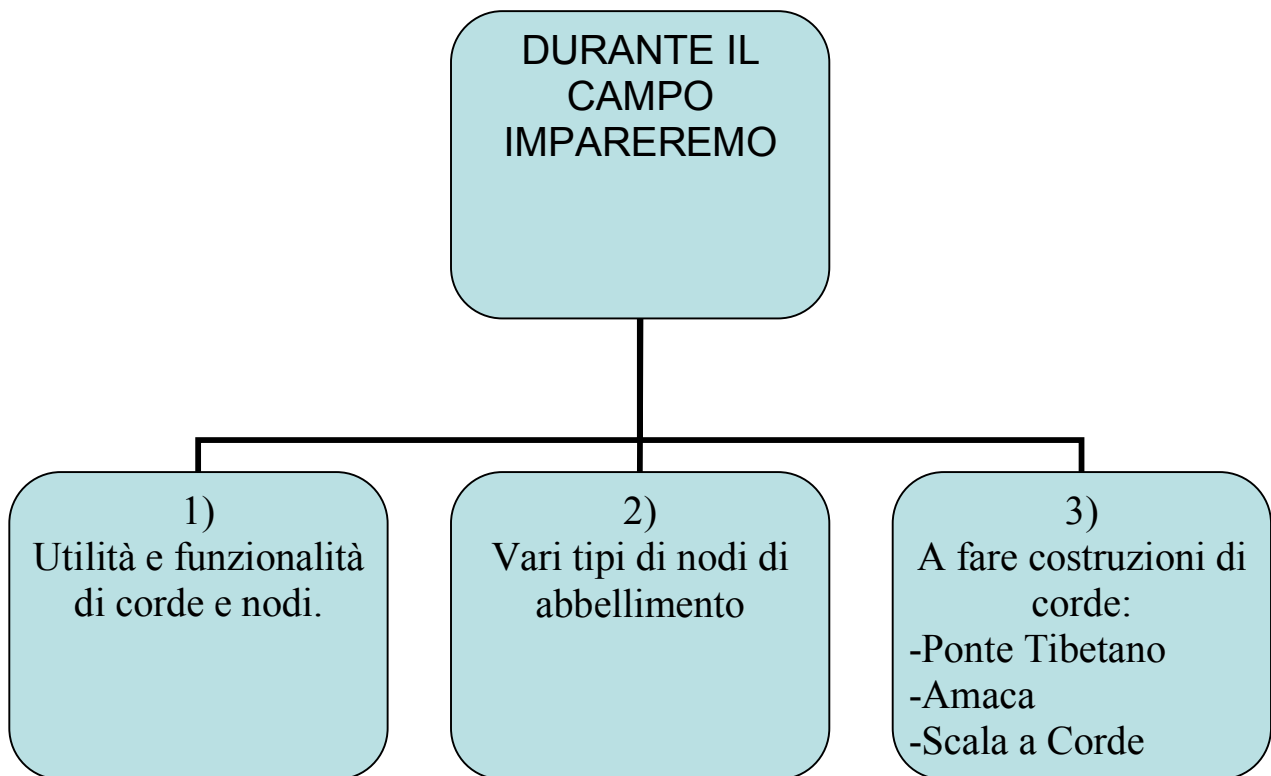 DURANTE IL
CAMPO
IMPAREREMO
1)
Utilità e funzionalità
di corde e nodi.
2)
Vari tipi di nodi di
abbellimento
3)
A fare costruzioni di
corde:
-Ponte Tibetano
-Amaca
-Scala a Corde